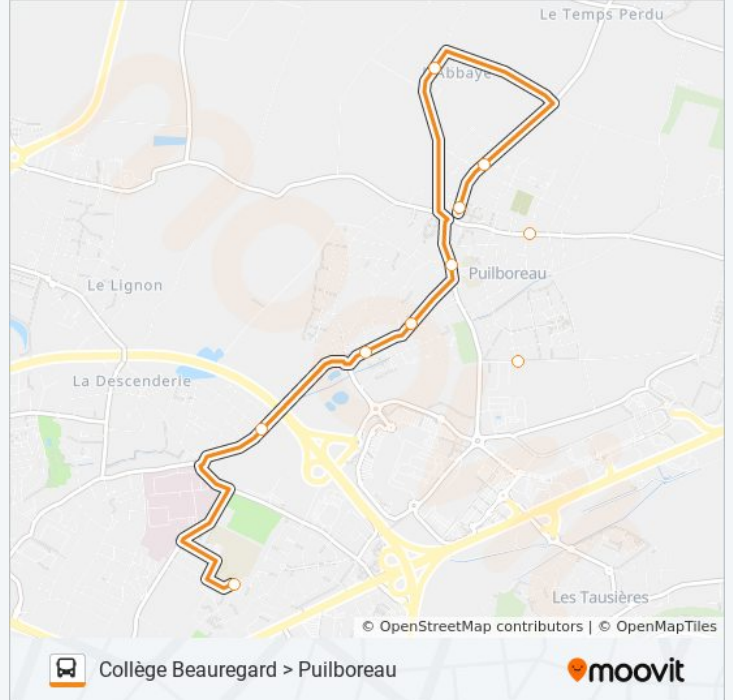 Le Temps Perdu
l'Abbaye
Puilboreau
Le Lignon
La Descenderie
Les Tausières
© OpenStreetMap contributors | © OpenMapTiles
Collège Beauregard > Puilboreau
moovit